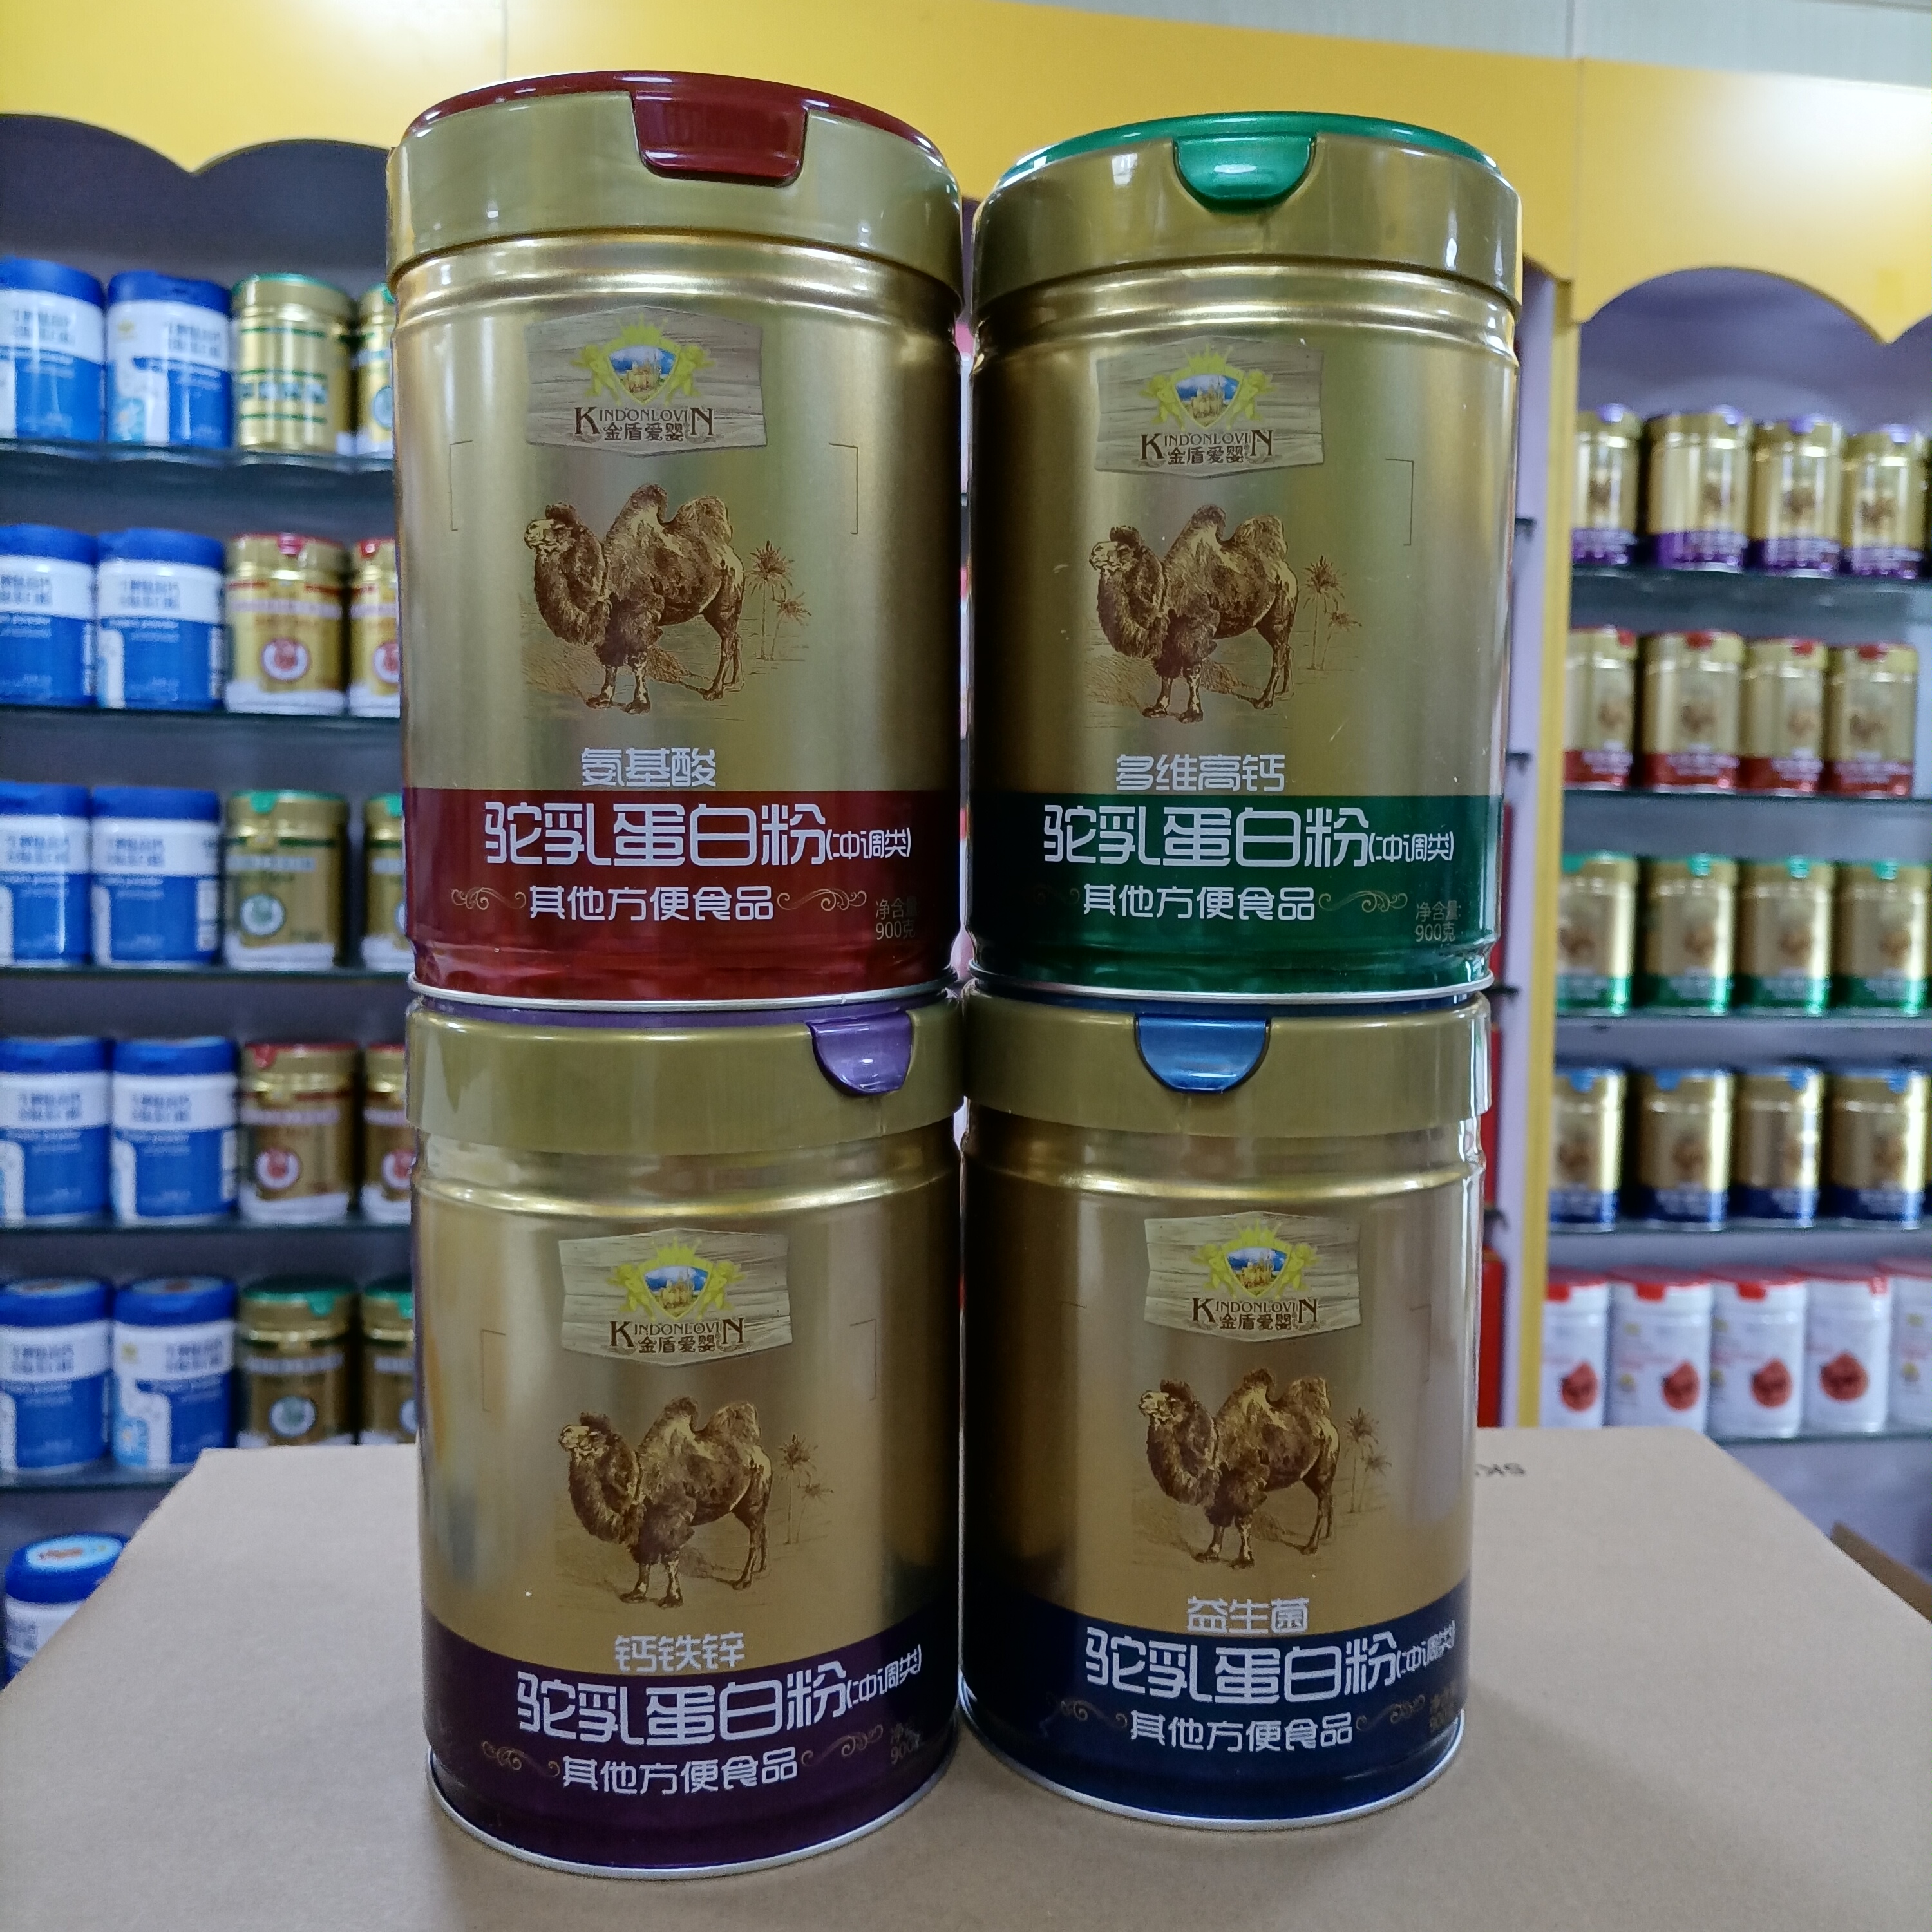 KINDONLOVIN
金盾爱婴
氨基酸
驼乳蛋白粉(冲调类)
其他方便食品
净含量
900克
KINDONLOVIN
金盾爱婴
多维高钙
驼乳蛋白粉(冲调类)
其他方便食品
净含量:
900克
KINDONLOVIN
金盾爱婴
钙铁锌
驼乳蛋白粉(冲调类)
其他方便食品
净
900
KINDONLOVIN
金盾爱婴
益生菌
驼乳蛋白粉(冲调类)
其他方便食品
900